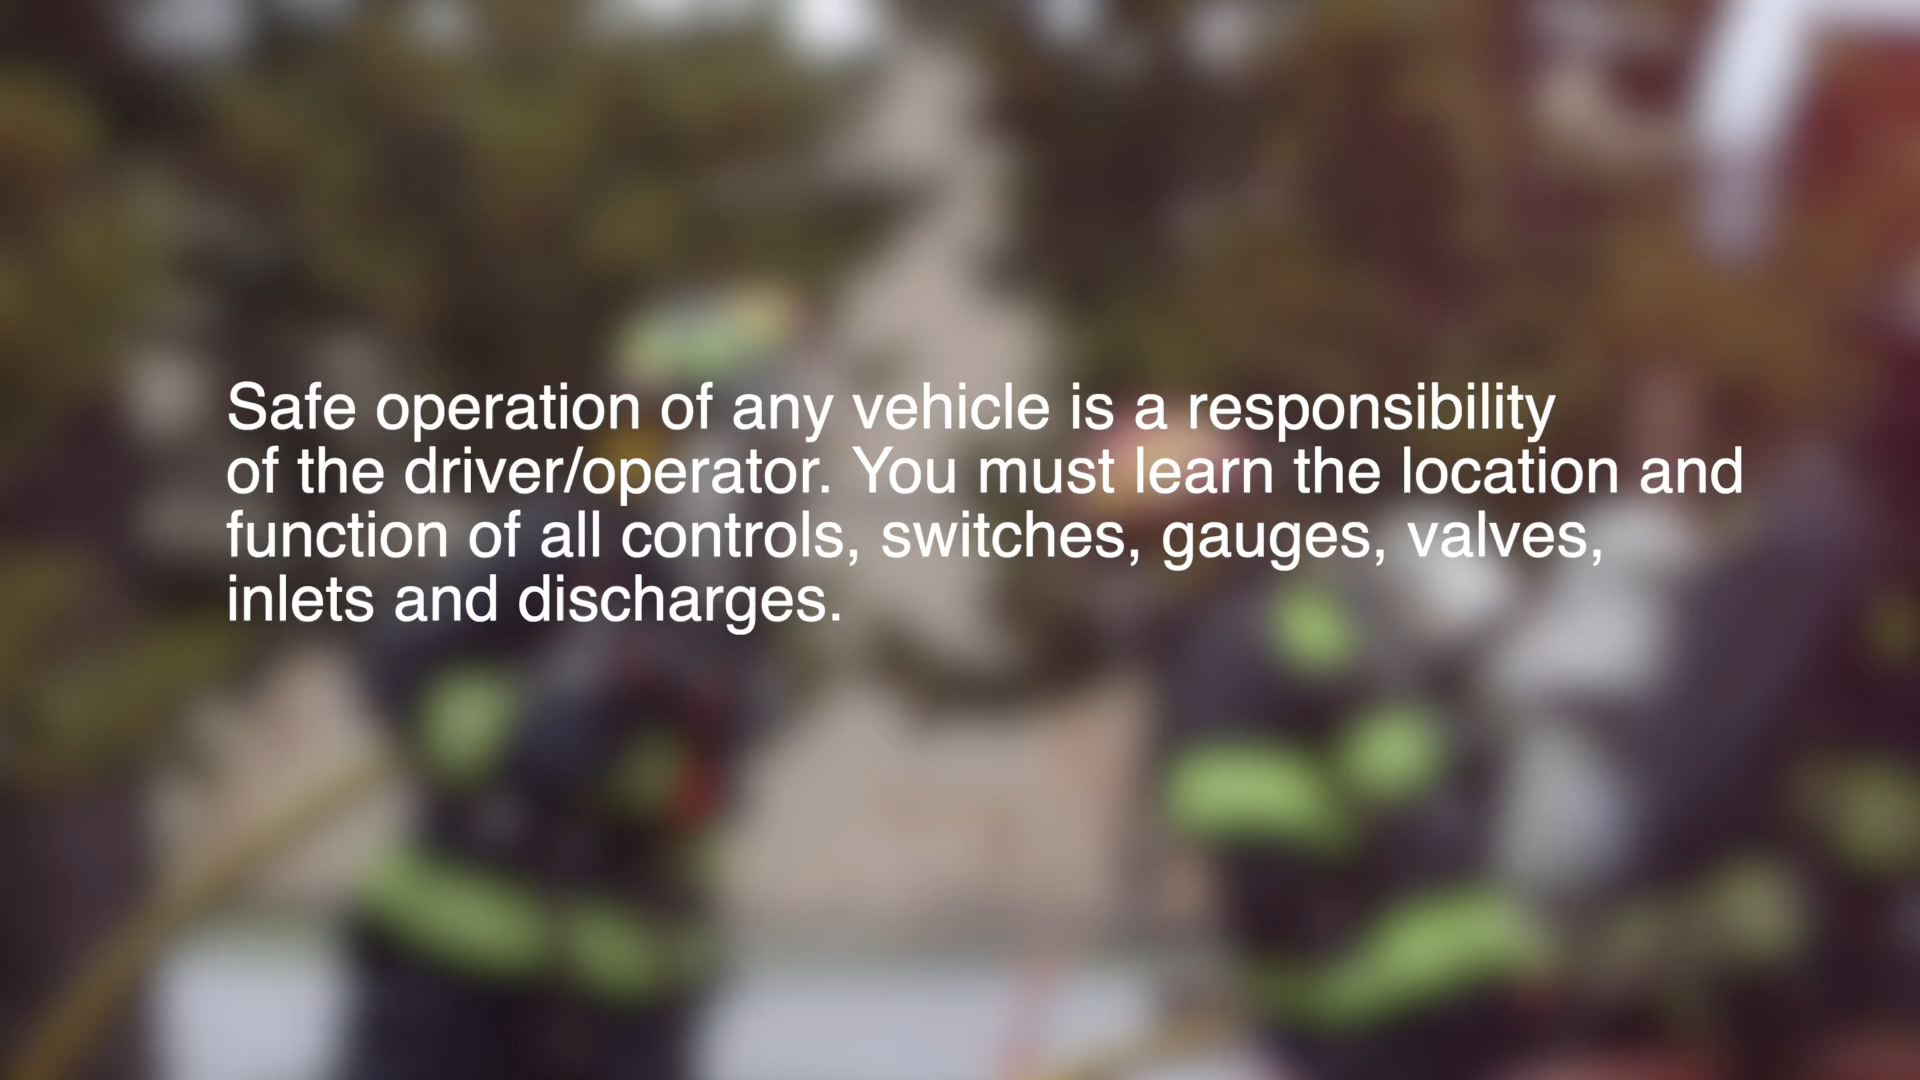 Safe operation of any vehicle is a responsibility
of the driver/operator. You must learn the location and
function of all controls, switches, gauges, valves,
inlets and discharges.